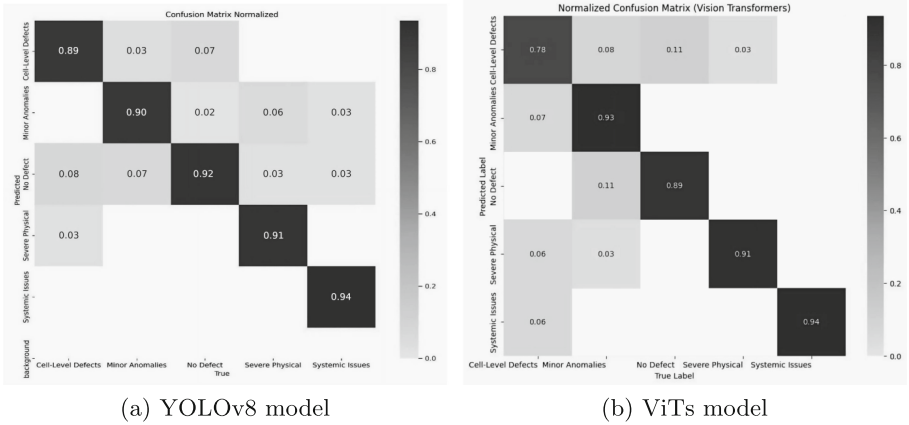 Confusion Matrix Normalized
Cell-Level Defects
Minor Anomalies
No Defect
Severe Physical
Systemic Issues
background
Predicted
0.89 0.03 0.07
0.90 0.02 0.06 0.03
0.08 0.07 0.92 0.03 0.03
0.03 0.91
0.94
Cell-Level Defects Minor Anomalies No Defect Severe Physical Systemic Issues
True
0.8
0.6
0.4
0.2
0.0
(a) YOLOv8 model
Normalized Confusion Matrix (Vision Transformers)
Cell-Level Defects
Minor Anomalies
No Defect
Severe Physical
Systemic Issues
Predicted Label
0.78 0.08 0.11 0.03
0.07 0.93
0.11 0.89
0.06 0.03 0.91
0.06 0.94
Cell-Level Defects Minor Anomalies No Defect Severe Physical Systemic Issues
True Label
0.8
0.6
0.4
0.2
0.0
(b) ViTs model